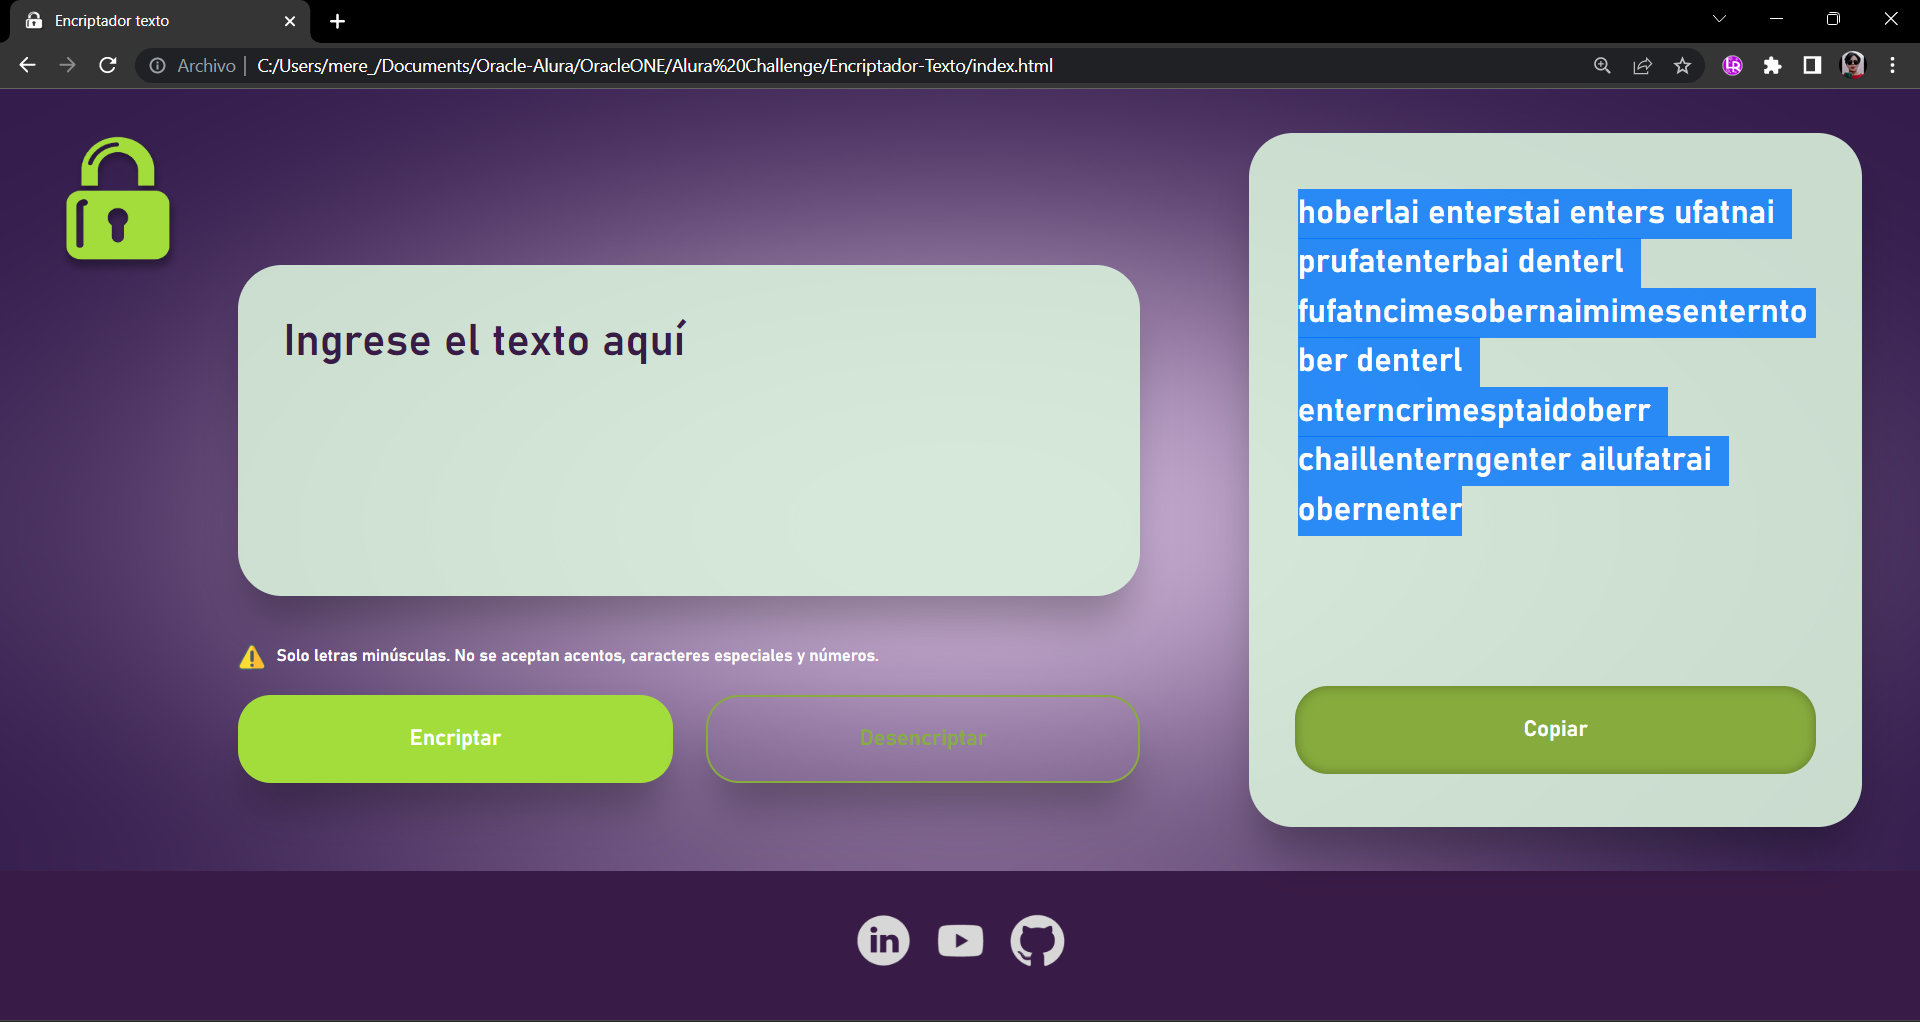 Encriptador texto
Archivo
C:/Users/mere_/Documents/Oracle-Alura/OracleONE/Alura%20Challenge/Encriptador-Texto/index.html
LR
Ingrese el texto aquí
Solo letras minúsculas. No se aceptan acentos, caracteres especiales y números.
Encriptar
Desencriptar
hoberlai enterstai enters ufatnai
prufatenterbai denterl
fufatncimesobernaimimesenternto
ber denterl
enterncrimesptaidoberr
chaillenterngenter ailufatrai
obernenter
Copiar
in